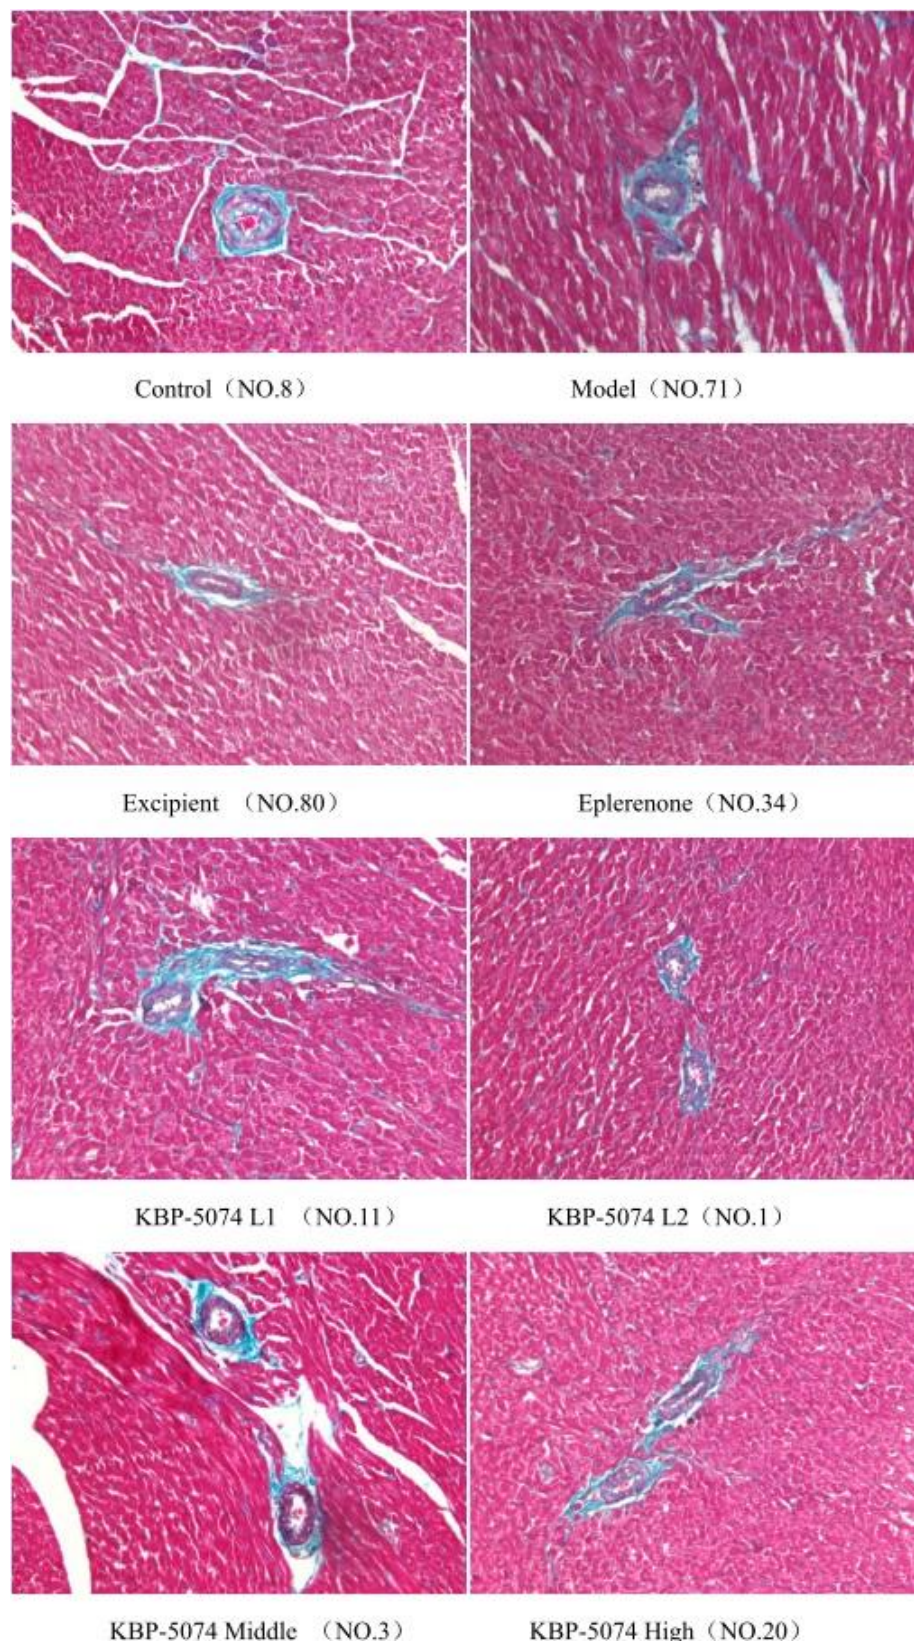 Control（NO.8） Model（NO.71）
Excipient （NO.80） Eplerenone（NO.34）
KBP-5074 L1 （NO.11） KBP-5074 L2（NO.1）
KBP-5074 Middle （NO.3） KBP-5074 High（NO.20）